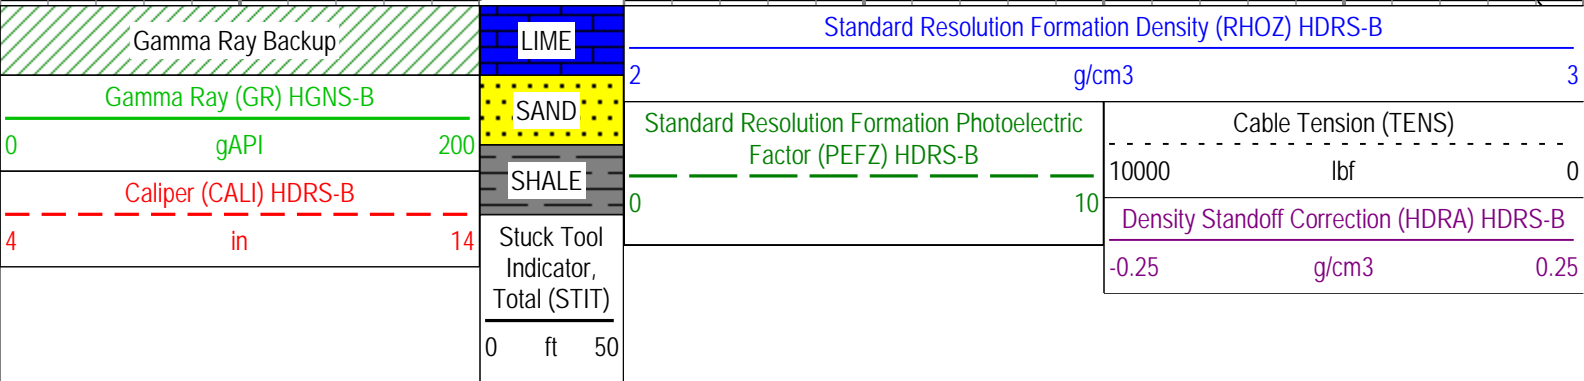 Gamma Ray Backup
Gamma Ray (GR) HGNS-B
0 gAPI 200
Caliper (CALI) HDRS-B
4 in 14
LIME
SAND
SHALE
Stuck Tool
Indicator,
Total (STIT)
0 ft 50
Standard Resolution Formation Density (RHOZ) HDRS-B
2 g/cm3 3
Standard Resolution Formation Photoelectric
Factor (PEFZ) HDRS-B
0 10
Cable Tension (TENS)
10000 lbf 0
Density Standoff Correction (HDRA) HDRS-B
-0.25 g/cm3 0.25